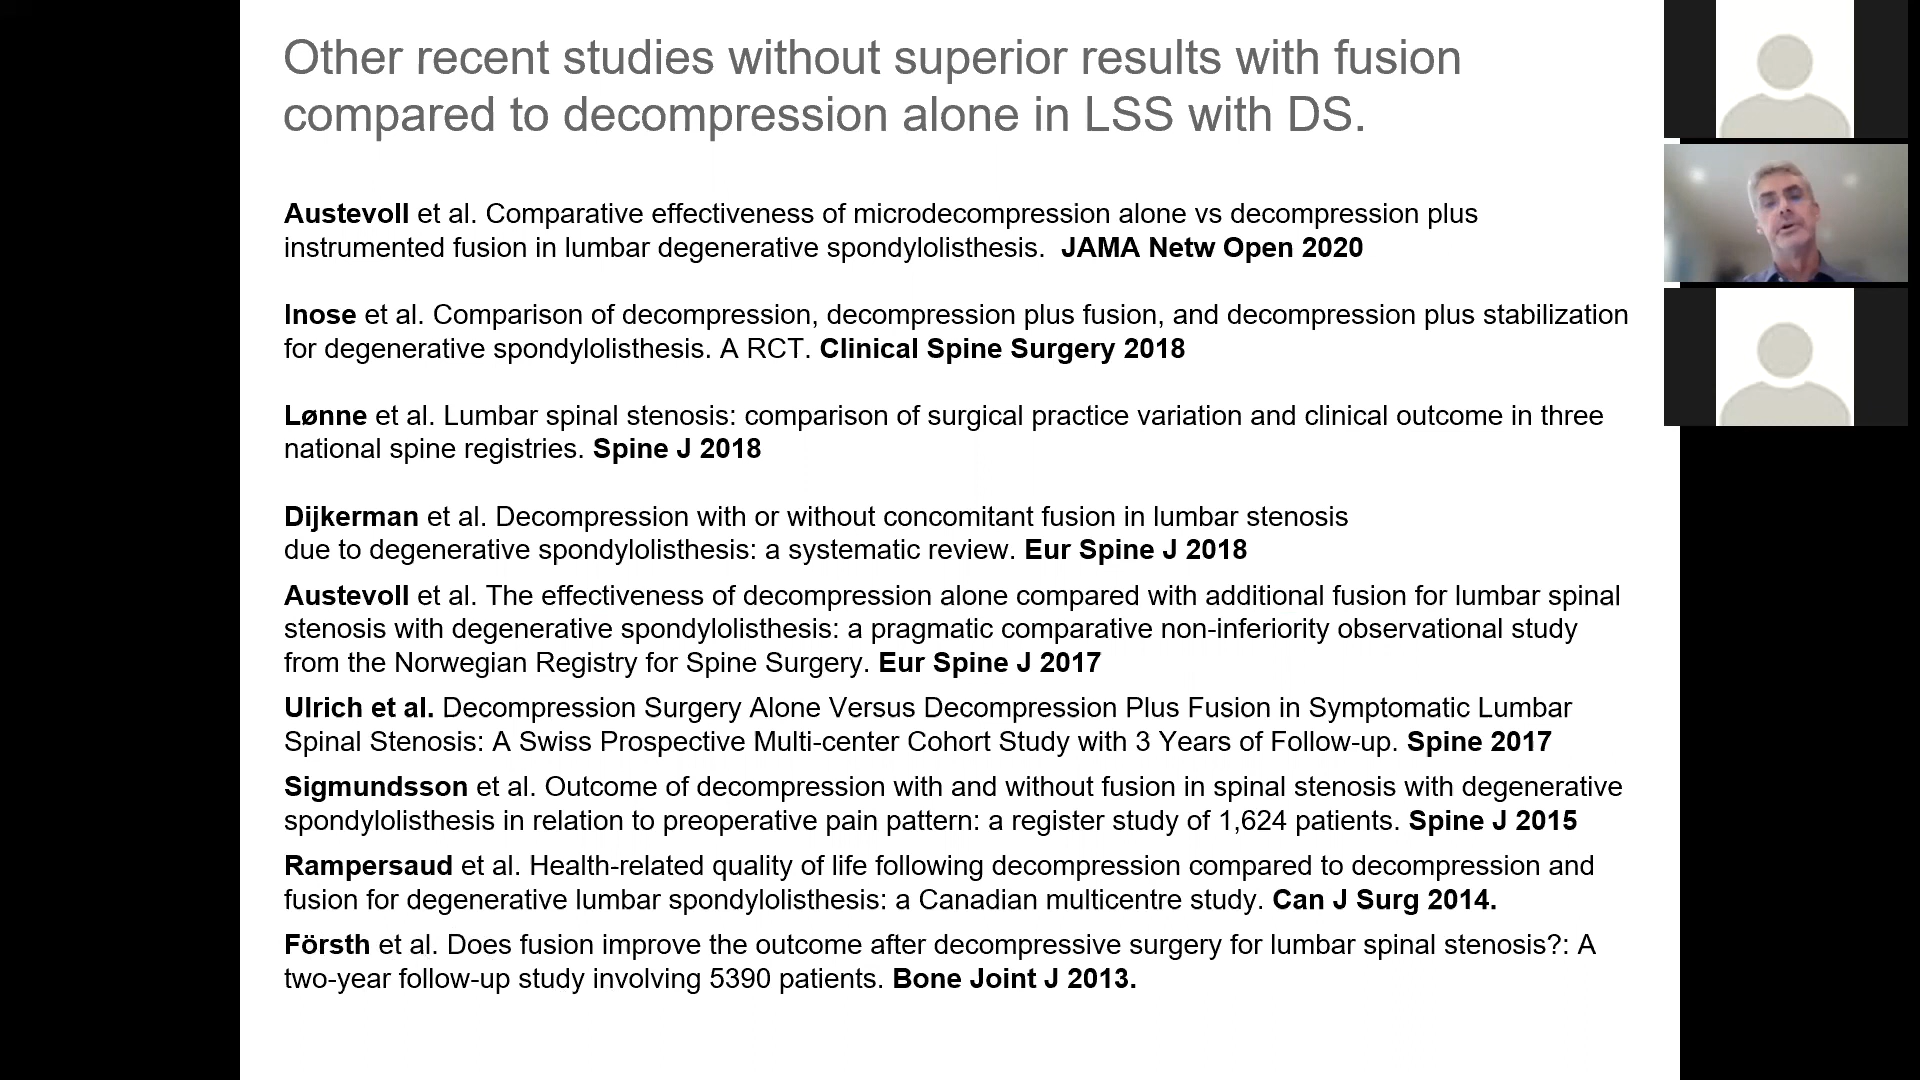 Other recent studies without superior results with fusion
compared to decompression alone in LSS with DS.
Austevoll et al. Comparative effectiveness of microdecompression alone vs decompression plus
instrumented fusion in lumbar degenerative spondylolisthesis.  JAMA Netw Open 2020
Inose et al. Comparison of decompression, decompression plus fusion, and decompression plus stabilization
for degenerative spondylolisthesis. A RCT. Clinical Spine Surgery 2018
Lønne et al. Lumbar spinal stenosis: comparison of surgical practice variation and clinical outcome in three
national spine registries. Spine J 2018
Dijkerman et al. Decompression with or without concomitant fusion in lumbar stenosis
due to degenerative spondylolisthesis: a systematic review. Eur Spine J 2018
Austevoll et al. The effectiveness of decompression alone compared with additional fusion for lumbar spinal
stenosis with degenerative spondylolisthesis: a pragmatic comparative non-inferiority observational study
from the Norwegian Registry for Spine Surgery. Eur Spine J 2017
Ulrich et al. Decompression Surgery Alone Versus Decompression Plus Fusion in Symptomatic Lumbar
Spinal Stenosis: A Swiss Prospective Multi-center Cohort Study with 3 Years of Follow-up. Spine 2017
Sigmundsson et al. Outcome of decompression with and without fusion in spinal stenosis with degenerative
spondylolisthesis in relation to preoperative pain pattern: a register study of 1,624 patients. Spine J 2015
Rampersaud et al. Health-related quality of life following decompression compared to decompression and
fusion for degenerative lumbar spondylolisthesis: a Canadian multicentre study. Can J Surg 2014.
Försth et al. Does fusion improve the outcome after decompressive surgery for lumbar spinal stenosis?: A
two-year follow-up study involving 5390 patients. Bone Joint J 2013.